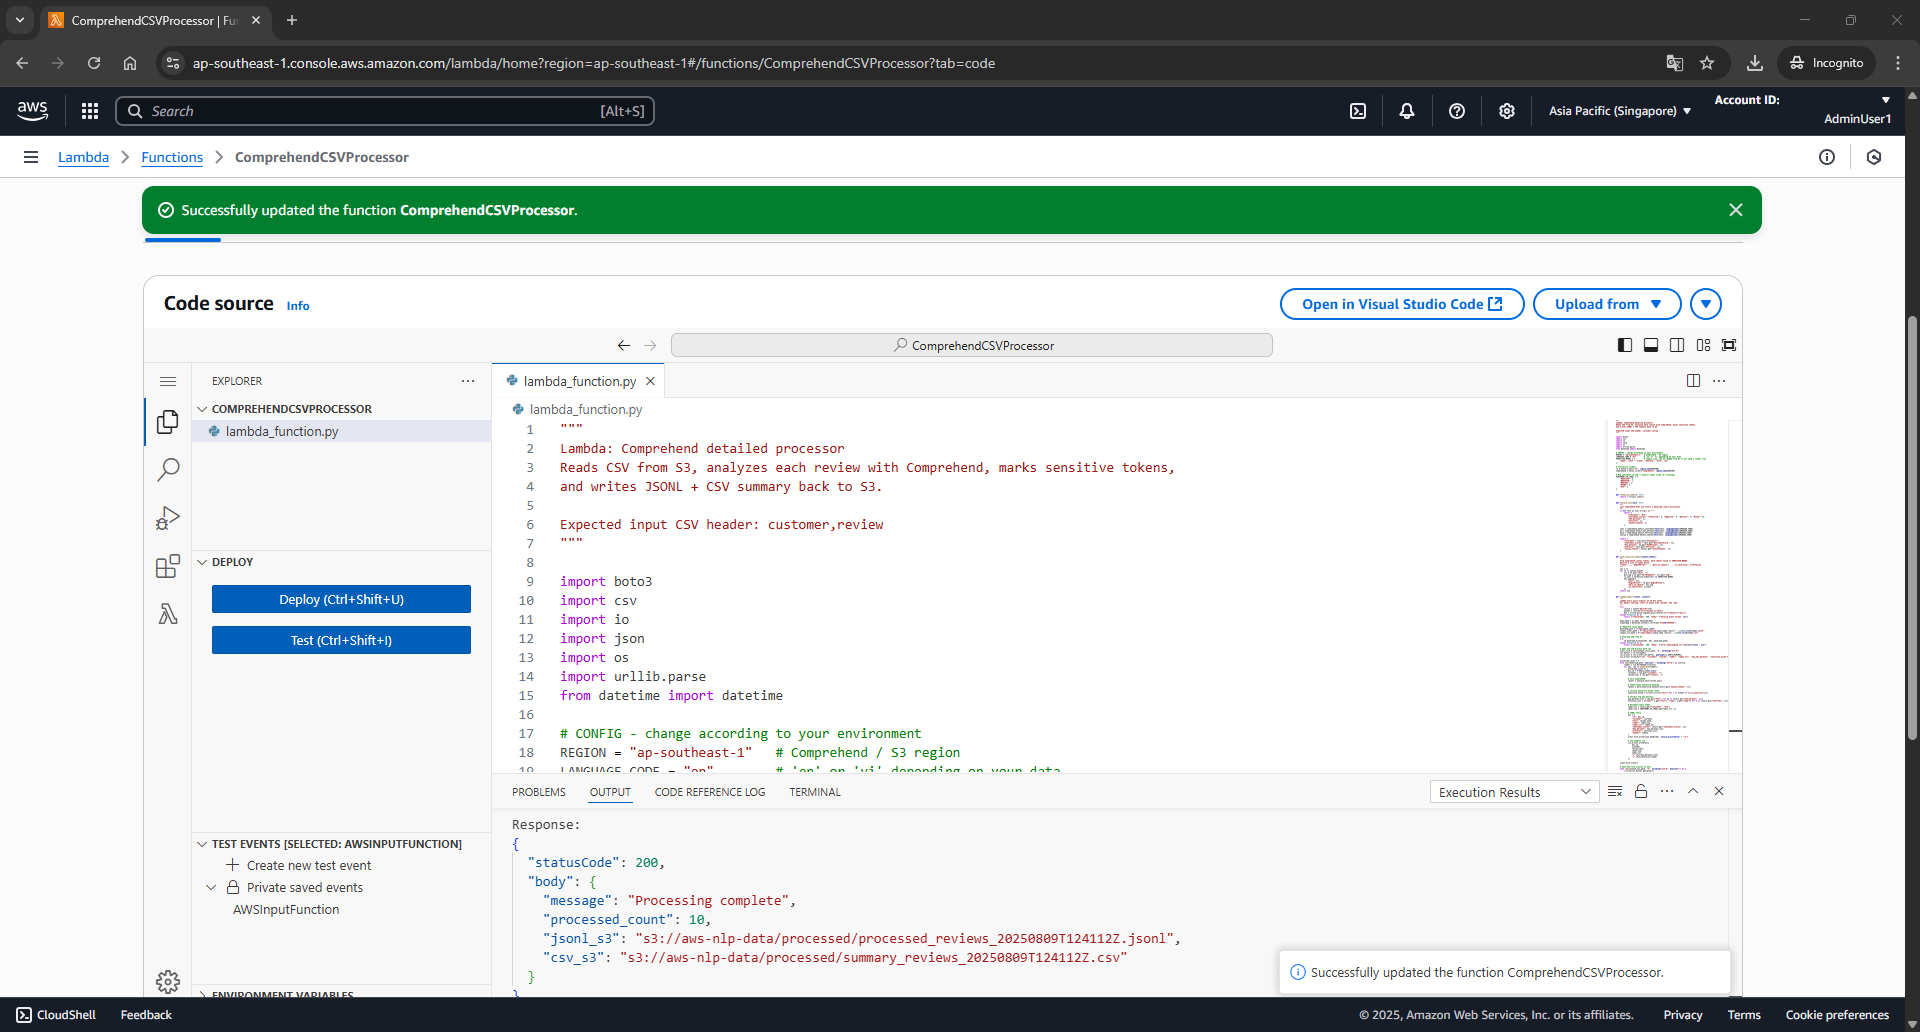 ComprehendCSVProcessor | Fu
ap-southeast-1.console.aws.amazon.com/lambda/home?region=ap-southeast-1#/functions/ComprehendCSVProcessor?tab=code
Incognito
aws
Search
[Alt+S]
Asia Pacific (Singapore)
Account ID:
AdminUser1
Lambda
Functions
ComprehendCSVProcessor
Successfully updated the function ComprehendCSVProcessor.
Code source Info
Open in Visual Studio Code
Upload from
ComprehendCSVProcessor
EXPLORER
COMPREHENDCSVPROCESSOR
lambda_function.py
DEPLOY
Deploy (Ctrl+Shift+U)
Test (Ctrl+Shift+I)
TEST EVENTS [SELECTED: AWSINPUTFUNCTION]
Create new test event
Private saved events
AWSInputFunction
ENVIRONMENT VARIABLES
lambda_function.py
lambda_function.py
1 """
2 Lambda: Comprehend detailed processor
3 Reads CSV from S3, analyzes each review with Comprehend, marks sensitive tokens,
4 and writes JSONL + CSV summary back to S3.
5
6 Expected input CSV header: customer,review
7 """
8
9 import boto3
10 import csv
11 import io
12 import json
13 import os
14 import urllib.parse
15 from datetime import datetime
16
17 # CONFIG - change according to your environment
18 REGION = "ap-southeast-1"   # Comprehend / S3 region
19 LANGUAGE_CODE = "en"        # 'en' or 'vi' depending on your data
PROBLEMS
OUTPUT
CODE REFERENCE LOG
TERMINAL
Execution Results
Response:
{
"statusCode": 200,
"body": {
"message": "Processing complete",
"processed_count": 10,
"jsonl_s3": "s3://aws-nlp-data/processed/processed_reviews_20250809T124112Z.jsonl",
"csv_s3": "s3://aws-nlp-data/processed/summary_reviews_20250809T124112Z.csv"
}
}
Successfully updated the function ComprehendCSVProcessor.
CloudShell
Feedback
© 2025, Amazon Web Services, Inc. or its affiliates.
Privacy
Terms
Cookie preferences